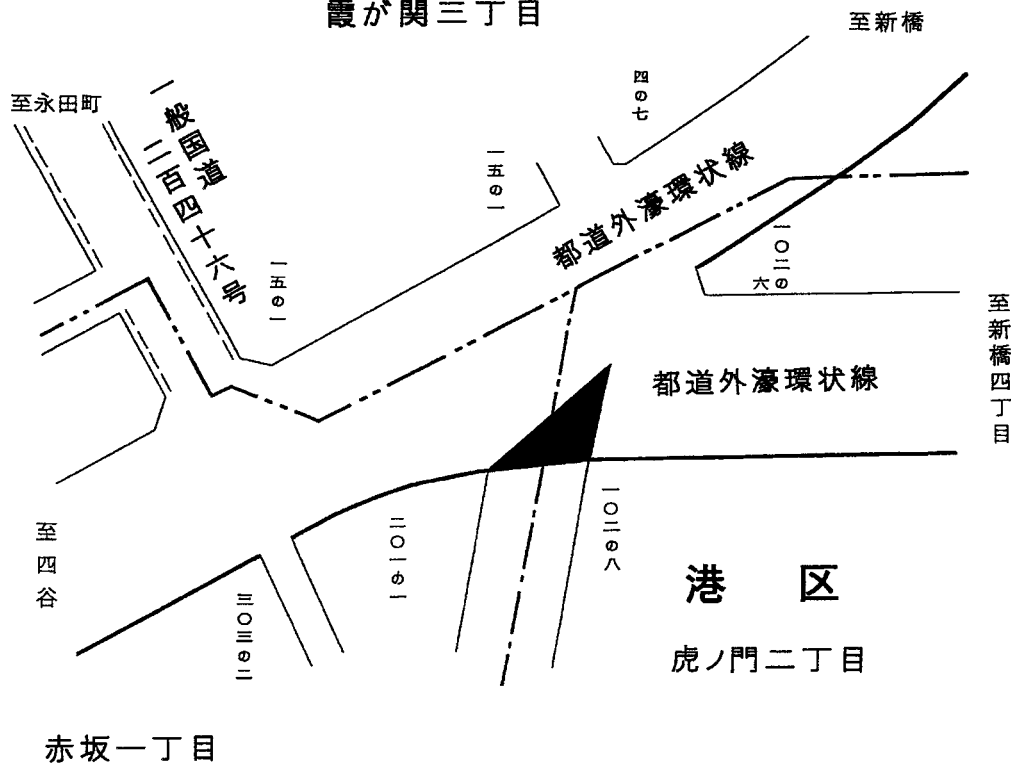 霞が関三丁目
至新橋
至永田町
一般国道
二百四十六号
四の七
一五の一
一五の一
都道外濠環状線
一〇二の
六
至新橋四丁目
都道外濠環状線
至四谷
二〇一の一
一〇二の八
三〇三の二
港区
虎ノ門二丁目
赤坂一丁目